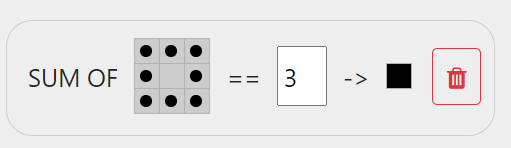 SUM OF == 3 ->